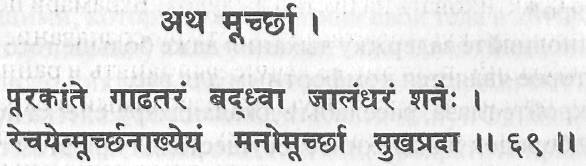 अथ मूर्च्छा ।
पूरकांते गाढतरं बद्ध्वा जालंधरं शनैः
रेचयेन्मूर्च्छनाख्येयं मनोमूर्च्छा सुखप्रदा ॥ ६९ ॥